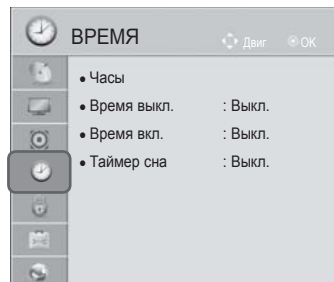 ВРЕМЯ Двиг OK
Часы
Время выкл. : Выкл.
Время вкл. : Выкл.
Таймер сна : Выкл.